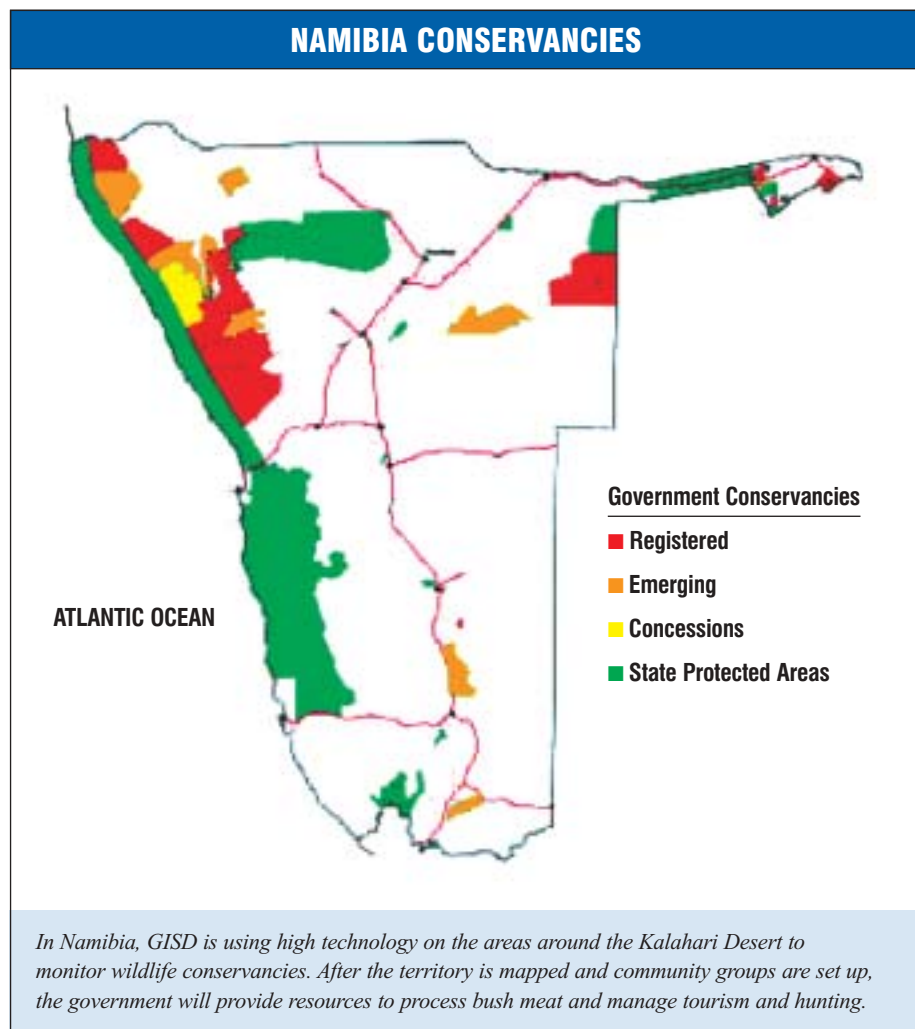 NAMIBIA CONSERVANCIES
Government Conservancies
Registered
Emerging
ATLANTIC OCEAN
Concessions
State Protected Areas
In Namibia, GISD is using high technology on the areas around the Kalahari Desert to
monitor wildlife conservancies. After the territory is mapped and community groups are set up,
the government will provide resources to process bush meat and manage tourism and hunting.